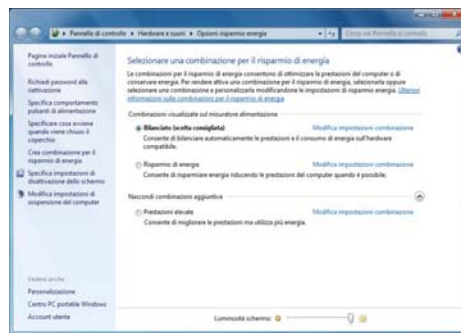 Pannello di controllo ▸ Hardware e suoni ▸ Opzioni risparmio energia
Cerca nel Pannello di controllo
Pagina iniziale Pannello di
controllo
Richiedi password alla
riattivazione
Specifica comportamento
pulsanti di alimentazione
Specificare cosa avviene
quando viene chiuso il
coperchio
Crea combinazione per il
risparmio di energia
Specifica impostazioni di
disattivazione dello schermo
Modifica impostazioni di
sospensione del computer
Vedere anche
Personalizzazione
Centro PC portatile Windows
Account utente
Selezionare una combinazione per il risparmio di energia
Le combinazioni per il risparmio di energia consentono di ottimizzare le prestazioni del computer o di
conservare energia. Per rendere attiva una combinazione per il risparmio di energia, selezionarla oppure
selezionare una combinazione e personalizzarla modificandone le impostazioni di risparmio energia. Ulteriori
informazioni sulle combinazioni per il risparmio di energia
Combinazioni visualizzate sul misuratore alimentazione
Bilanciato (scelta consigliata) Modifica impostazioni combinazione
Consente di bilanciare automaticamente le prestazioni e il consumo di energia sull'hardware
compatibile.
Risparmio di energia Modifica impostazioni combinazione
Consente di risparmiare energia riducendo le prestazioni del computer quando è possibile.
Nascondi combinazioni aggiuntive
Prestazioni elevate Modifica impostazioni combinazione
Consente di migliorare le prestazioni ma utilizza più energia.
Luminosità schermo: